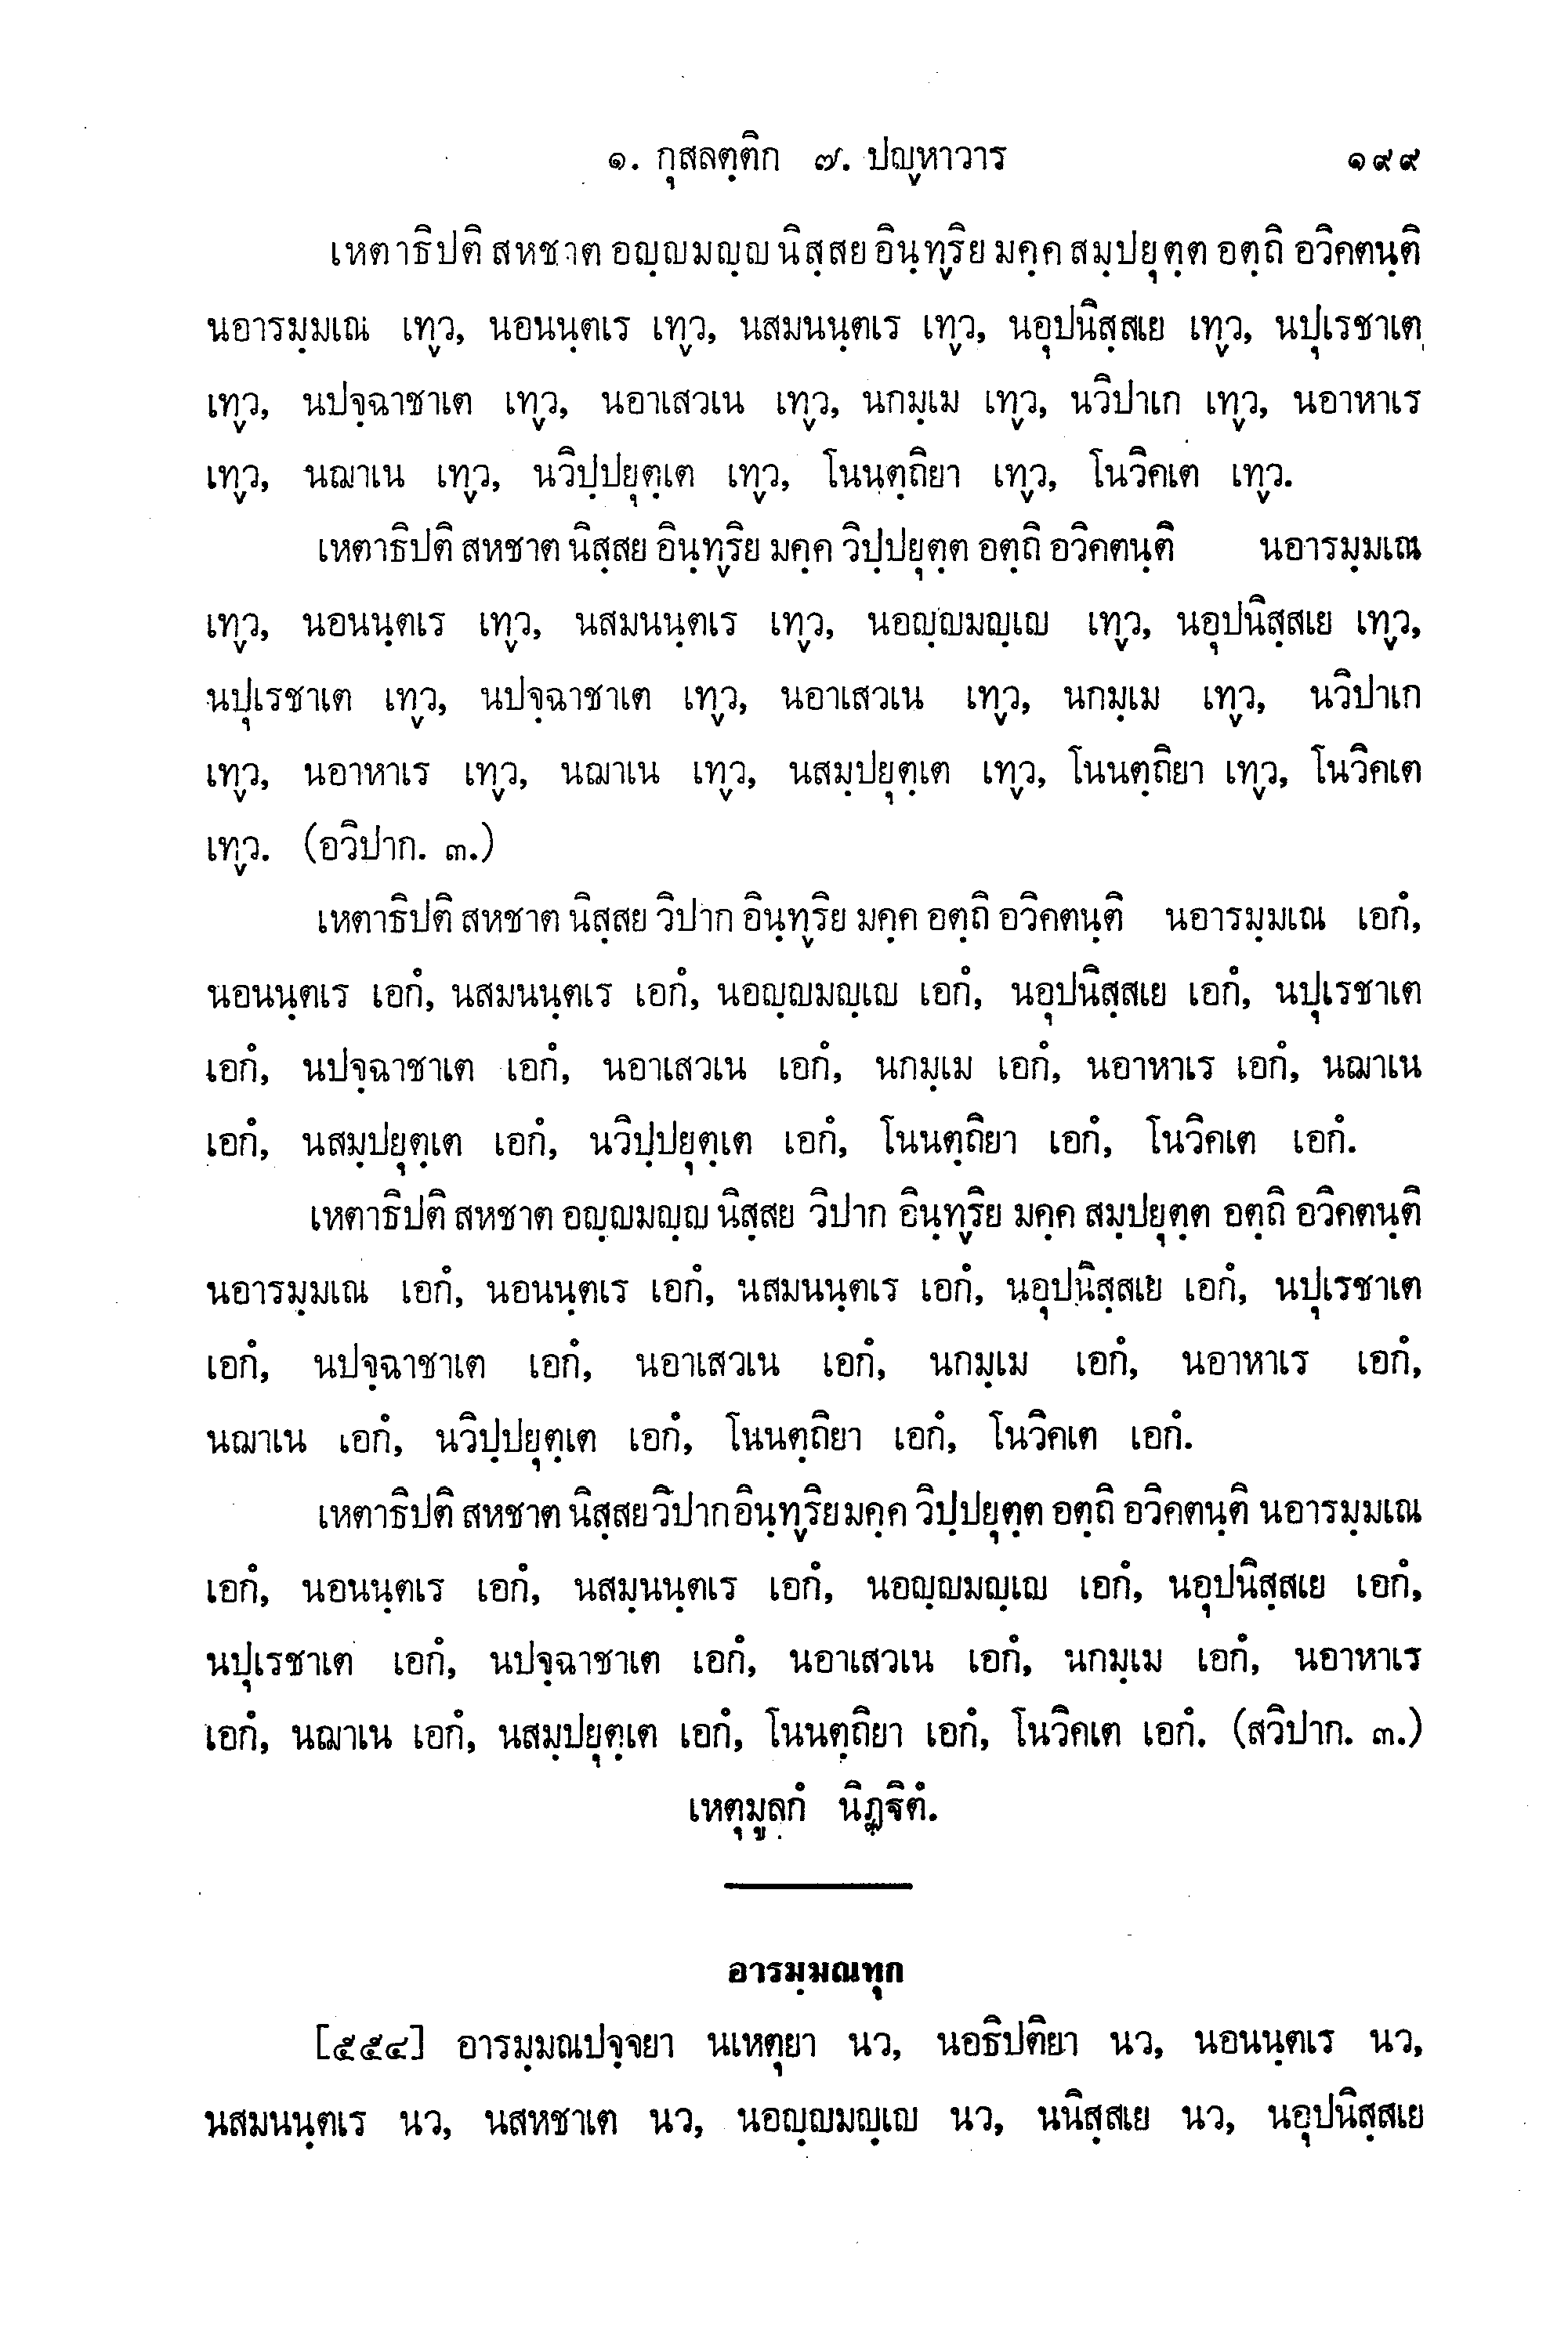 ๑. กุสลตฺติก ๗. ปญฺหาวาร ๑๙๙
เหตาธิปติ สหชาต อญฺญมญฺญ นิสฺสย อินฺทฺริย มคฺค สมฺปยุตฺต อตฺถิ อวิคตนฺติ
นอารมฺมเณ เทฺว, นอนนฺตเร เทฺว, นสมนนฺตเร เทฺว, นอุปนิสฺสเย เทฺว, นปุเรชาเต
เทฺว, นปจฺฉาชาเต เทฺว, นอาเสวเน เทฺว, นกมฺเม เทฺว, นวิปาเก เทฺว, นอาหาเร
เทฺว, นฌาเน เทฺว, นวิปฺปยุตฺเต เทฺว, โนนตฺถิยา เทฺว, โนวิคเต เทฺว.
เหตาธิปติ สหชาต นิสฺสย อินฺทฺริย มคฺค วิปฺปยุตฺต อตฺถิ อวิคตนฺติ นอารมฺมเณ
เทฺว, นอนนฺตเร เทฺว, นสมนนฺตเร เทฺว, นอญฺญมญฺเญ เทฺว, นอุปนิสฺสเย เทฺว,
นปุเรชาเต เทฺว, นปจฺฉาชาเต เทฺว, นอาเสวเน เทฺว, นกมฺเม เทฺว, นวิปาเก
เทฺว, นอาหาเร เทฺว, นฌาเน เทฺว, นสมฺปยุตฺเต เทฺว, โนนตฺถิยา เทฺว, โนวิคเต
เทฺว. (อวิปาก. ๓.)
เหตาธิปติ สหชาต นิสฺสย วิปาก อินฺทฺริย มคฺค อตฺถิ อวิคตนฺติ นอารมฺมเณ เอกํ,
นอนนฺตเร เอกํ, นสมนนฺตเร เอกํ, นอญฺญมญฺเญ เอกํ, นอุปนิสฺสเย เอกํ, นปุเรชาเต
เอกํ, นปจฺฉาชาเต เอกํ, นอาเสวเน เอกํ, นกมฺเม เอกํ, นอาหาเร เอกํ, นฌาเน
เอกํ, นสมฺปยุตฺเต เอกํ, นวิปฺปยุตฺเต เอกํ, โนนตฺถิยา เอกํ, โนวิคเต เอกํ.
เหตาธิปติ สหชาต อญฺญมญฺญ นิสฺสย วิปาก อินฺทฺริย มคฺค สมฺปยุตฺต อตฺถิ อวิคตนฺติ
นอารมฺมเณ เอกํ, นอนนฺตเร เอกํ, นสมนนฺตเร เอกํ, นอุปนิสฺสเย เอกํ, นปุเรชาเต
เอกํ, นปจฺฉาชาเต เอกํ, นอาเสวเน เอกํ, นกมฺเม เอกํ, นอาหาเร เอกํ,
นฌาเน เอกํ, นวิปฺปยุตฺเต เอกํ, โนนตฺถิยา เอกํ, โนวิคเต เอกํ.
เหตาธิปติ สหชาต นิสฺสย วิปาก อินฺทฺริย มคฺค วิปฺปยุตฺต อตฺถิ อวิคตนฺติ นอารมฺมเณ
เอกํ, นอนนฺตเร เอกํ, นสมฺนนฺตเร เอกํ, นอญฺญมญฺเญ เอกํ, นอุปนิสฺสเย เอกํ,
นปุเรชาเต เอกํ, นปจฺฉาชาเต เอกํ, นอาเสวเน เอกํ, นกมฺเม เอกํ, นอาหาเร
เอกํ, นฌาเน เอกํ, นสมฺปยุตฺเต เอกํ, โนนตฺถิยา เอกํ, โนวิคเต เอกํ. (สวิปาก. ๓.)
เหตุมูลกํ นิฏฺฐิตํ.
อารมฺมณทุก
[๕๕๔] อารมฺมณปจฺจยา นเหตุยา นว, นอธิปติยา นว, นอนนฺตเร นว,
นสมนนฺตเร นว, นสหชาเต นว, นอญฺญมญฺเญ นว, นนิสฺสเย นว, นอุปนิสฺสเย